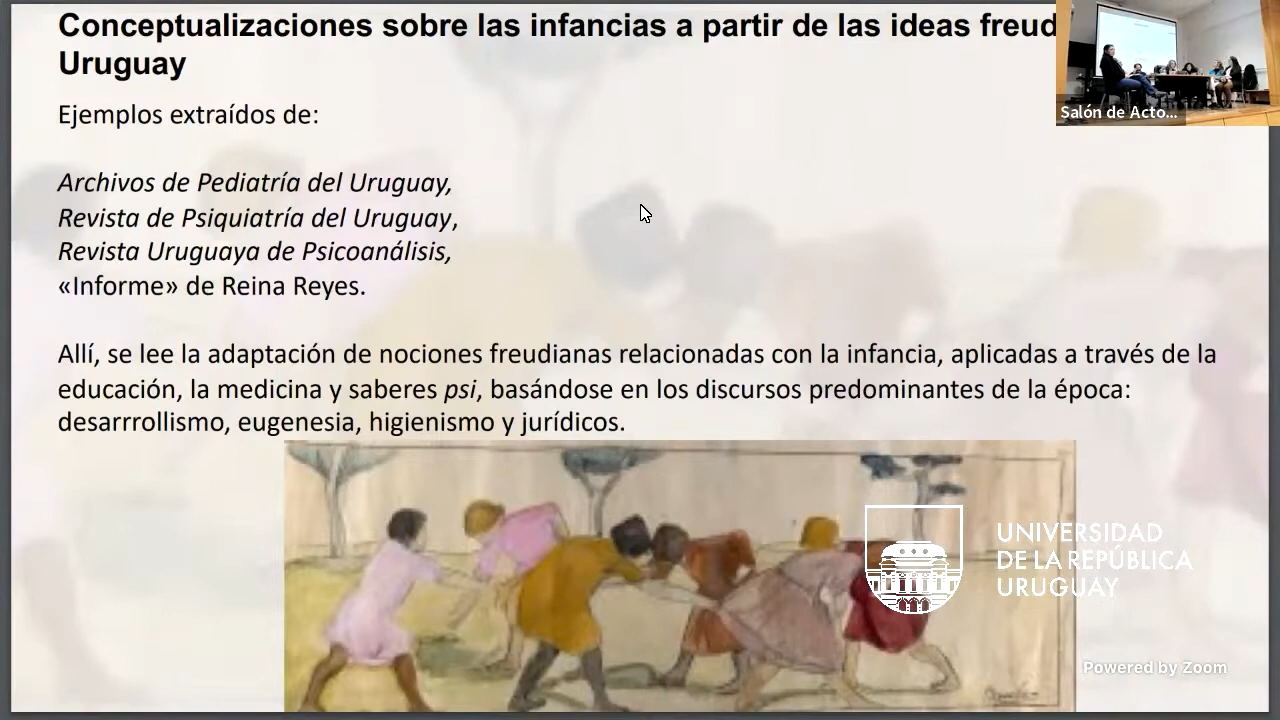 Conceptualizaciones sobre las infancias a partir de las ideas freud
Uruguay
Salón de Acto...
Ejemplos extraídos de:
Archivos de Pediatría del Uruguay,
Revista de Psiquiatría del Uruguay,
Revista Uruguaya de Psicoanálisis,
«Informe» de Reina Reyes.
Allí, se lee la adaptación de nociones freudianas relacionadas con la infancia, aplicadas a través de la
educación, la medicina y saberes psi, basándose en los discursos predominantes de la época:
desarrrollismo, eugenesia, higienismo y jurídicos.
UNIVERSIDAD
DE LA REPÚBLICA
URUGUAY
Powered by Zoom